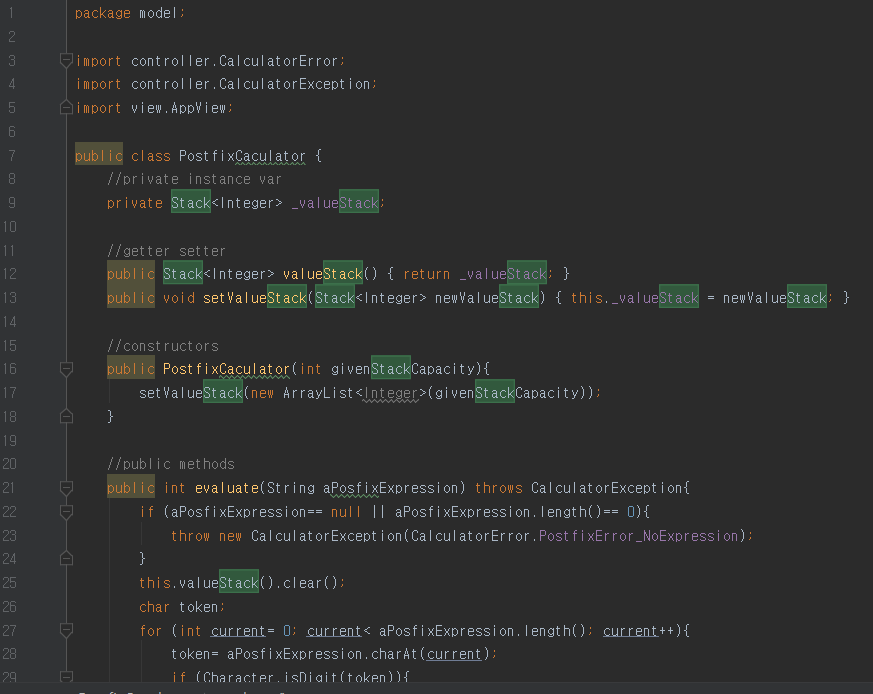 1 package model;
2
3 import controller.CalculatorError;
4 import controller.CalculatorException;
5 import view.AppView;
6
7 public class PostfixCaculator {
8 //private instance var
9 private Stack<Integer> _valueStack;
10
11 //getter setter
12 public Stack<Integer> valueStack() { return _valueStack; }
13 public void setValueStack(Stack<Integer> newValueStack) { this._valueStack = newValueStack; }
14
15 //constructors
16 public PostfixCaculator(int givenStackCapacity){
17 setValueStack(new ArrayList<Integer>(givenStackCapacity));
18 }
19
20 //public methods
21 public int evaluate(String aPosfixExpression) throws CalculatorException{
22 if (aPosfixExpression== null || aPosfixExpression.length()== 0){
23 throw new CalculatorException(CalculatorError.PostfixError_NoExpression);
24 }
25 this.valueStack().clear();
26 char token;
27 for (int current= 0; current< aPosfixExpression.length(); current++){
28 token= aPosfixExpression.charAt(current);
29 if (Character.isDigit(token)){